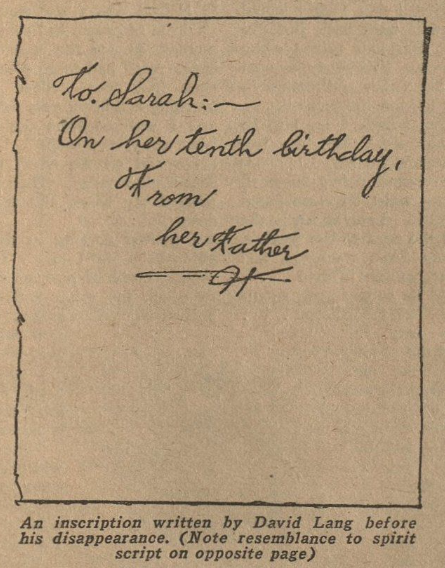 To. Sarah:—
On her tenth birthday,
From
her Father
An inscription written by David Lang before
his disappearance. (Note resemblance to spirit
script on opposite page)